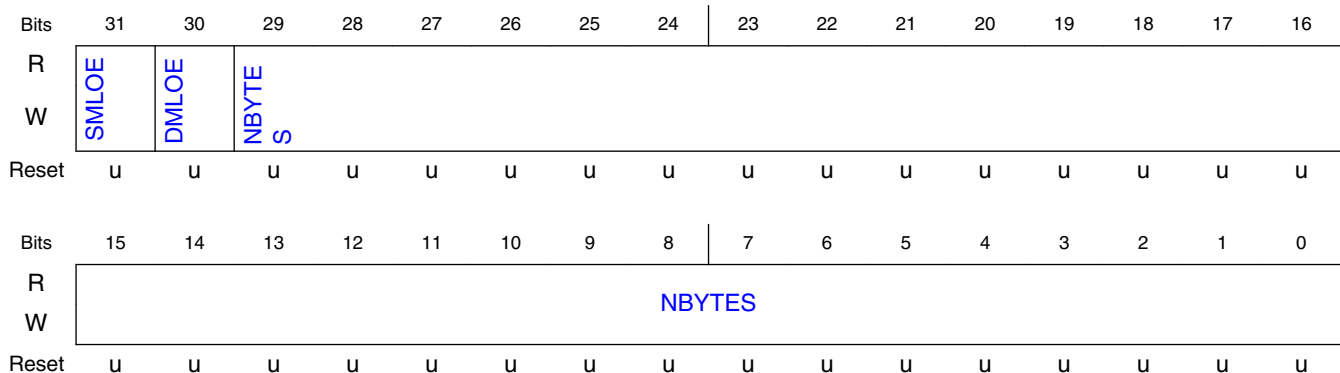 Bits 31 30 29 28 27 26 25 24 23 22 21 20 19 18 17 16
R
W
SMLOE
DMLOE
NBYTE
S
Reset u u u u u u u u u u u u u u u u
Bits 15 14 13 12 11 10 9 8 7 6 5 4 3 2 1 0
R
W
NBYTES
Reset u u u u u u u u u u u u u u u u